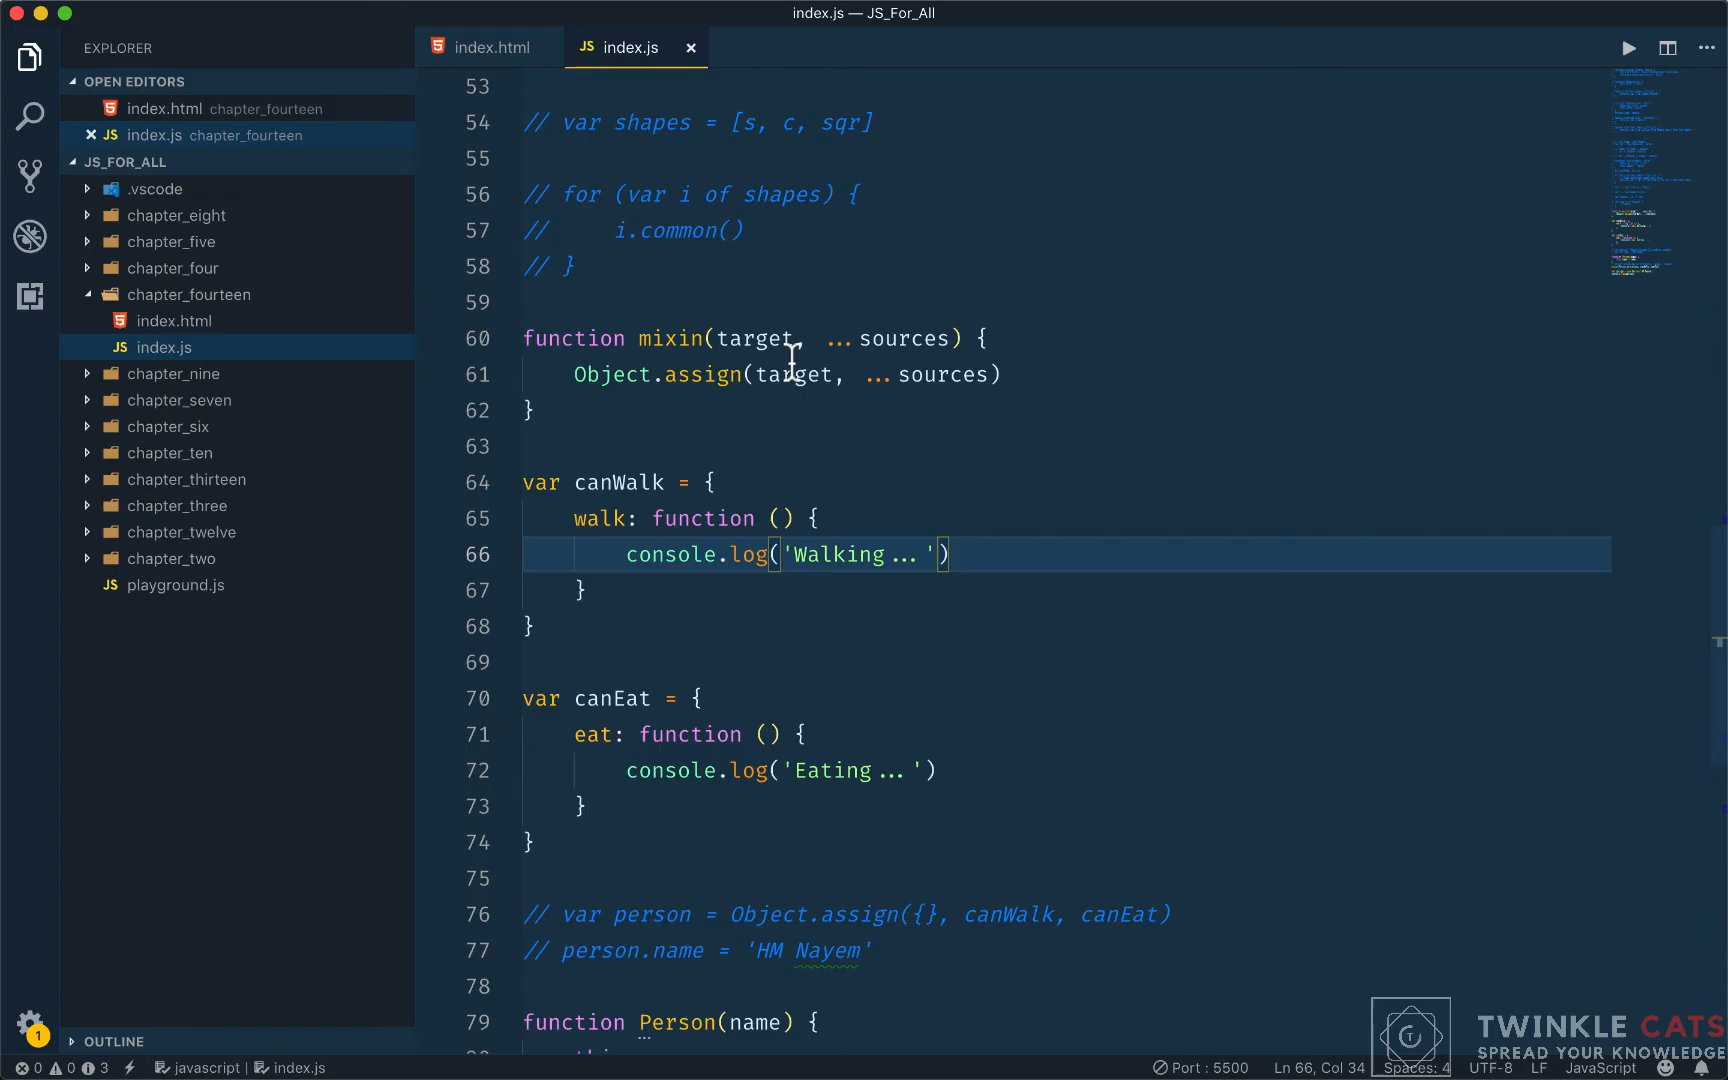 index.js — JS_For_All
EXPLORER
OPEN EDITORS
index.html chapter_fourteen
JS index.js chapter_fourteen
JS_FOR_ALL
.vscode
chapter_eight
chapter_five
chapter_four
chapter_fourteen
index.html
JS index.js
chapter_nine
chapter_seven
chapter_six
chapter_ten
chapter_thirteen
chapter_three
chapter_twelve
chapter_two
JS playground.js
OUTLINE
index.html
JS index.js
53
54 // var shapes = [s, c, sqr]
55
56 // for (var i of shapes) {
57 //     i.common()
58 // }
59
60 function mixin(target, ...sources) {
61     Object.assign(target, ...sources)
62 }
63
64 var canWalk = {
65     walk: function () {
66         console.log('Walking...')
67     }
68 }
69
70 var canEat = {
71     eat: function () {
72         console.log('Eating...')
73     }
74 }
75
76 // var person = Object.assign({}, canWalk, canEat)
77 // person.name = 'HM Nayem'
78
79 function Person(name) {
TWINKLE CATS
SPREAD YOUR KNOWLEDGE
1
0 0 3 javascript | index.js
Port : 5500 Ln 66, Col 34 Spaces: 4 UTF-8 LF JavaScript